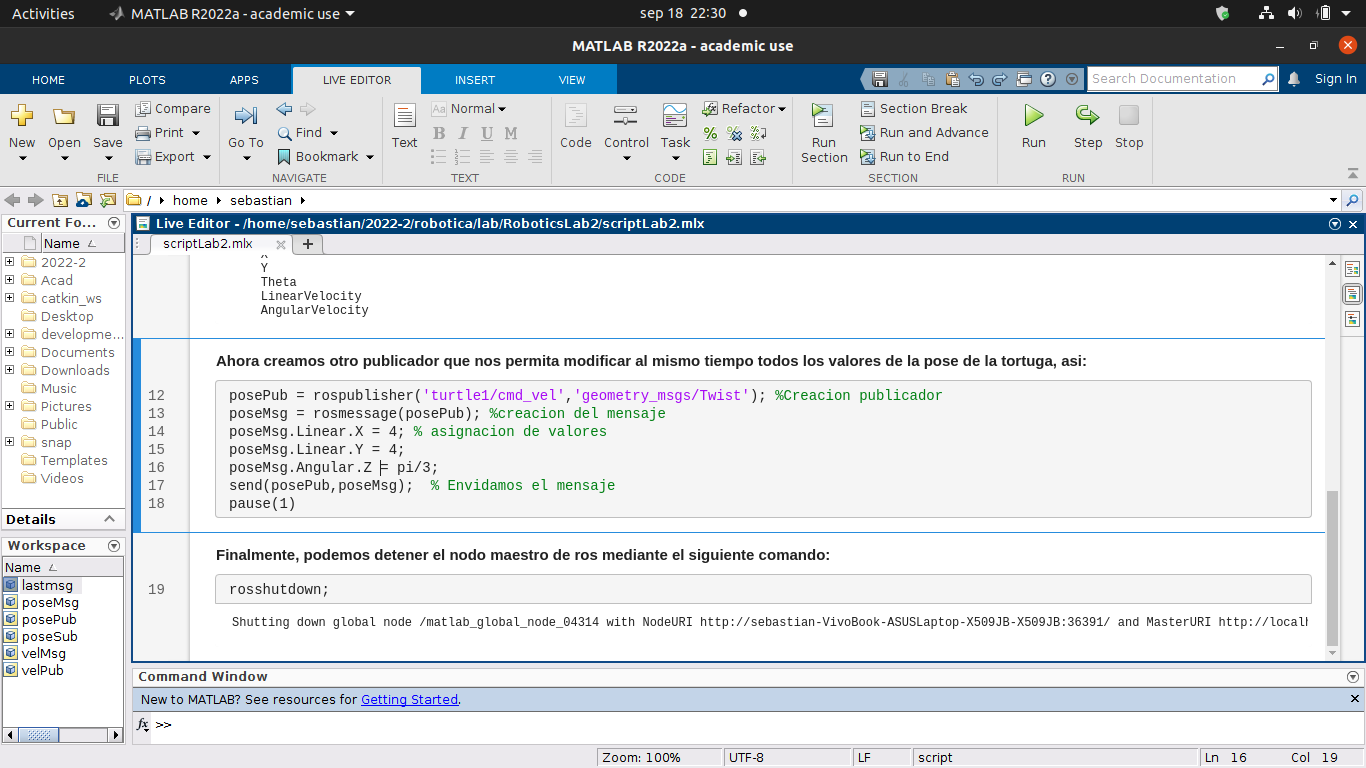 Activities MATLAB R2022a - academic use sep 18 22:30
MATLAB R2022a - academic use
HOME PLOTS APPS LIVE EDITOR INSERT VIEW Search Documentation Sign In
New Open Save Compare Print Export Go To Find Bookmark Text Aa Normal B I U M Code Control Task Refactor Run Section Section Break Run and Advance Run to End Run Step Stop
FILE NAVIGATE TEXT CODE SECTION RUN
/ home sebastian
Current Fo...
Name
2022-2
Acad
catkin_ws
Desktop
developme...
Documents
Downloads
Music
Pictures
Public
snap
Templates
Videos
Details
Workspace
Name
lastmsg
poseMsg
posePub
poseSub
velMsg
velPub
Live Editor - /home/sebastian/2022-2/robotica/lab/RoboticsLab2/scriptLab2.mlx
scriptLab2.mlx
X
Y
Theta
LinearVelocity
AngularVelocity
Ahora creamos otro publicador que nos permita modificar al mismo tiempo todos los valores de la pose de la tortuga, asi:
12 posePub = rospublisher('turtle1/cmd_vel','geometry_msgs/Twist'); %Creacion publicador
13 poseMsg = rosmessage(posePub); %creacion del mensaje
14 poseMsg.Linear.X = 4; % asignacion de valores
15 poseMsg.Linear.Y = 4;
16 poseMsg.Angular.Z = pi/3;
17 send(posePub,poseMsg);  % Envidamos el mensaje
18 pause(1)
Finalmente, podemos detener el nodo maestro de ros mediante el siguiente comando:
19 rosshutdown;
Shutting down global node /matlab_global_node_04314 with NodeURI http://sebastian-VivoBook-ASUSLaptop-X509JB-X509JB:36391/ and MasterURI http://local
Command Window
New to MATLAB? See resources for Getting Started.
fx >>
Zoom: 100% UTF-8 LF script Ln 16 Col 19